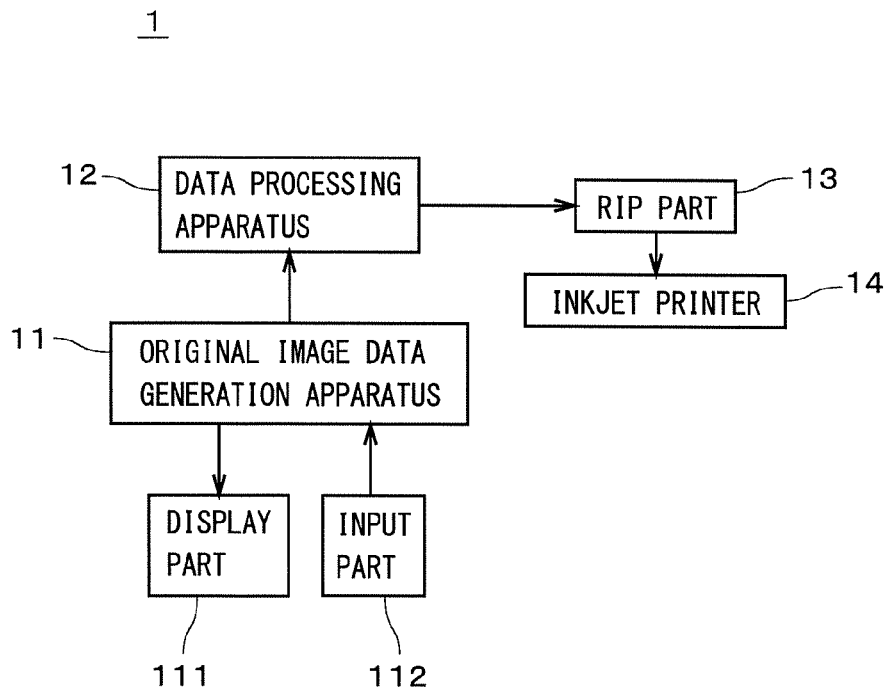 1
12
DATA PROCESSING
APPARATUS
RIP PART
13
INKJET PRINTER
14
11
ORIGINAL IMAGE DATA
GENERATION APPARATUS
DISPLAY
PART
INPUT
PART
111
112